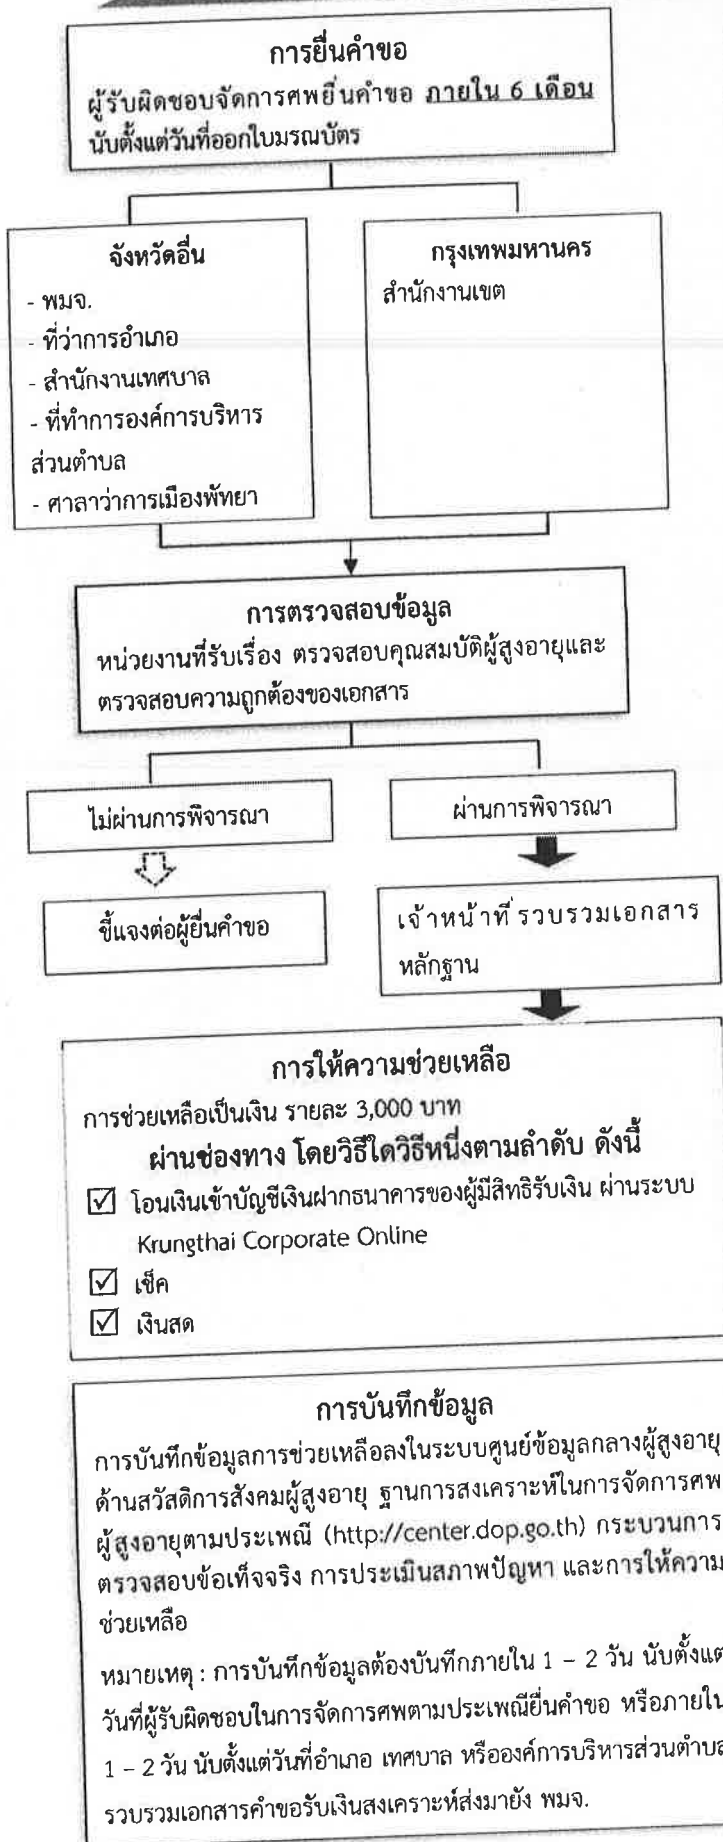 การยื่นคำขอ
ผู้รับผิดชอบจัดการศพยื่นคำขอ ภายใน 6 เดือน
นับตั้งแต่วันที่ออกใบมรณบัตร
จังหวัดอื่น
- พมจ.
- ที่ว่าการอำเภอ
- สำนักงานเทศบาล
- ที่ทำการองค์การบริหาร
ส่วนตำบล
- ศาลาว่าการเมืองพัทยา
กรุงเทพมหานคร
สำนักงานเขต
การตรวจสอบข้อมูล
หน่วยงานที่รับเรื่อง ตรวจสอบคุณสมบัติผู้สูงอายุและ
ตรวจสอบความถูกต้องของเอกสาร
ไม่ผ่านการพิจารณา
ผ่านการพิจารณา
ชี้แจงต่อผู้ยื่นคำขอ
เจ้าหน้าที่รวบรวมเอกสาร
หลักฐาน
การให้ความช่วยเหลือ
การช่วยเหลือเป็นเงิน รายละ 3,000 บาท
ผ่านช่องทาง โดยวิธีใดวิธีหนึ่งตามลำดับ ดังนี้
☑ โอนเงินเข้าบัญชีเงินฝากธนาคารของผู้มีสิทธิรับเงิน ผ่านระบบ
Krungthai Corporate Online
☑ เช็ค
☑ เงินสด
การบันทึกข้อมูล
การบันทึกข้อมูลการช่วยเหลือลงในระบบศูนย์ข้อมูลกลางผู้สูงอายุ
ด้านสวัสดิการสังคมผู้สูงอายุ ฐานการสงเคราะห์ในการจัดการศพ
ผู้สูงอายุตามประเพณี (http://center.dop.go.th) กระบวนการ
ตรวจสอบข้อเท็จจริง การประเมินสภาพปัญหา และการให้ความ
ช่วยเหลือ
หมายเหตุ : การบันทึกข้อมูลต้องบันทึกภายใน 1 – 2 วัน นับตั้งแต่
วันที่ผู้รับผิดชอบในการจัดการศพตามประเพณียื่นคำขอ หรือภายใน
1 – 2 วัน นับตั้งแต่วันที่อำเภอ เทศบาล หรือองค์การบริหารส่วนตำบล
รวบรวมเอกสารคำขอรับเงินสงเคราะห์ส่งมายัง พมจ.